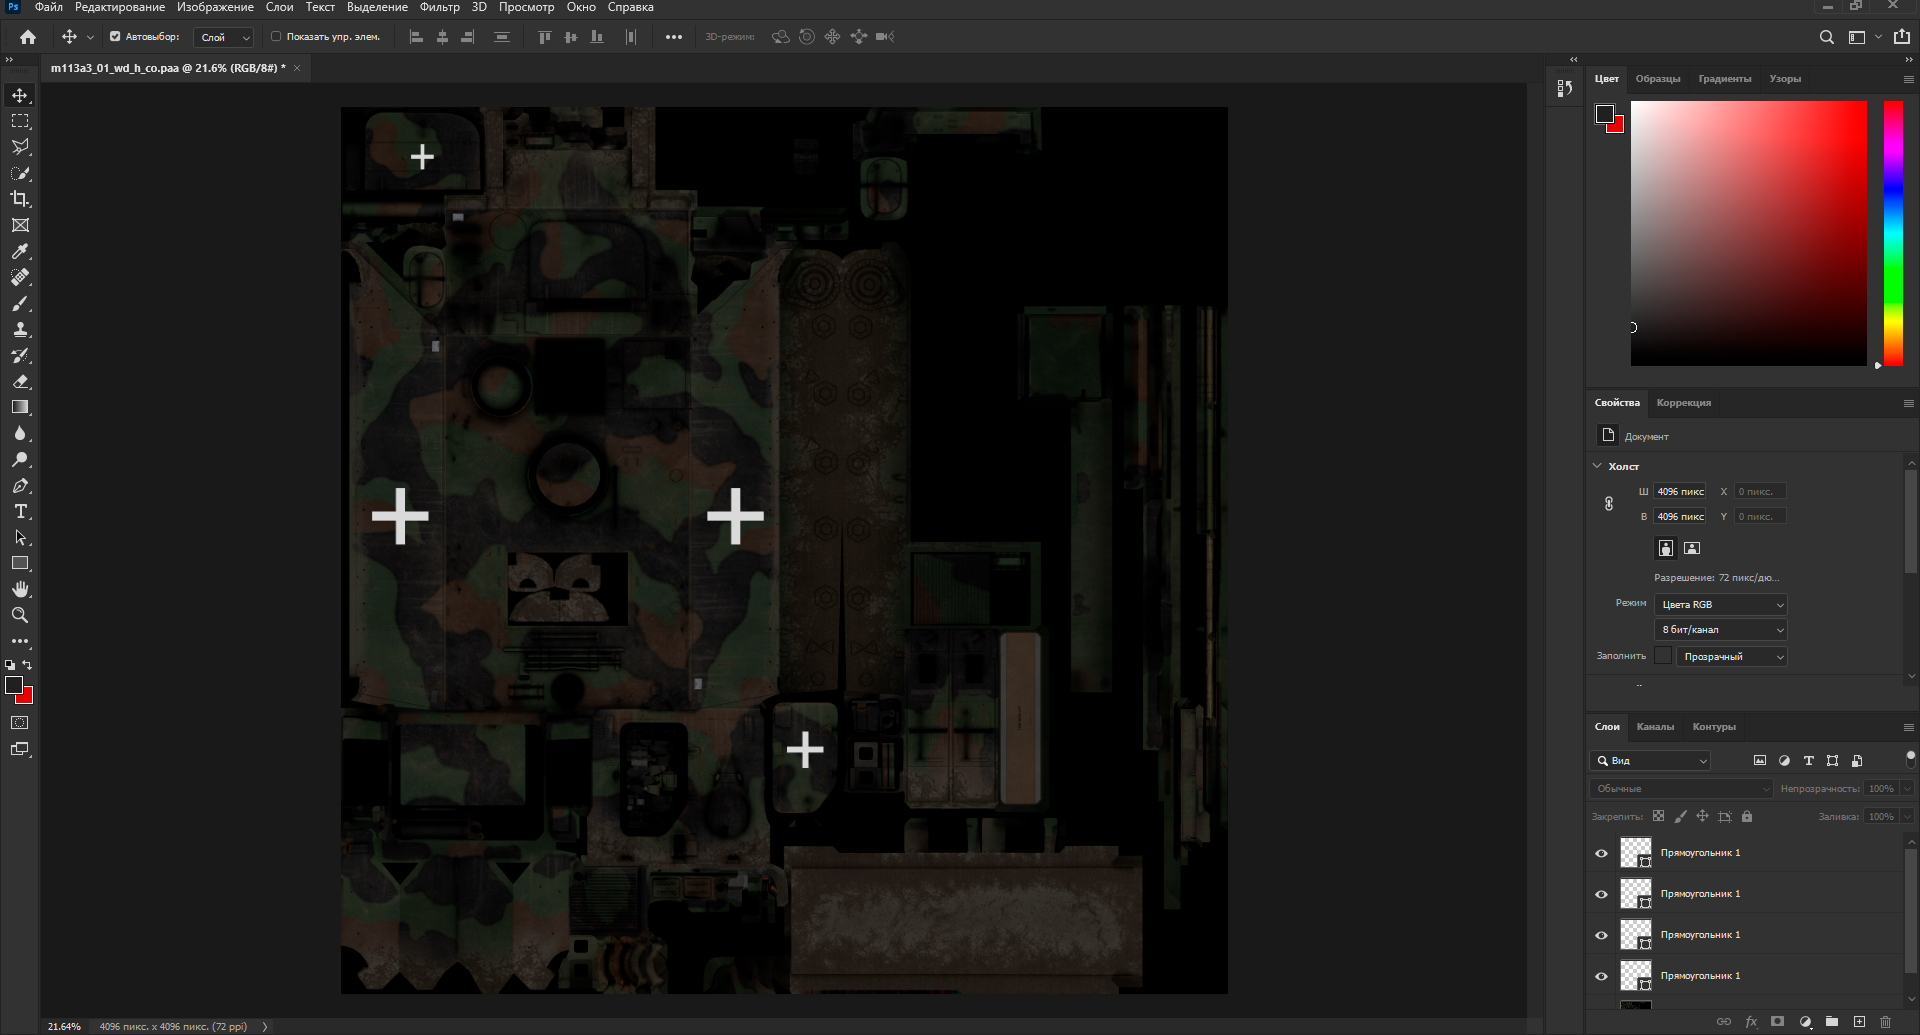 Ps Файл Редактирование Изображение Слои Текст Выделение Фильтр 3D Просмотр Окно Справка
Автовыбор: Слой Показать упр. элем. 3D-режим:
m113a3_01_wd_h_co.paa @ 21.6% (RGB/8#) *
Цвет Образцы Градиенты Узоры
Свойства Коррекция
Документ
Холст
Ш 4096 пикс X 0 пикс.
В 4096 пикс Y 0 пикс.
Разрешение: 72 пикс/дю...
Режим Цвета RGB
8 бит/канал
Заполнить Прозрачный
Слои Каналы Контуры
Вид
Обычные Непрозрачность: 100%
Закрепить: Заливка: 100%
Прямоугольник 1
Прямоугольник 1
Прямоугольник 1
Прямоугольник 1
21.64% 4096 пикс. x 4096 пикс. (72 ppi)